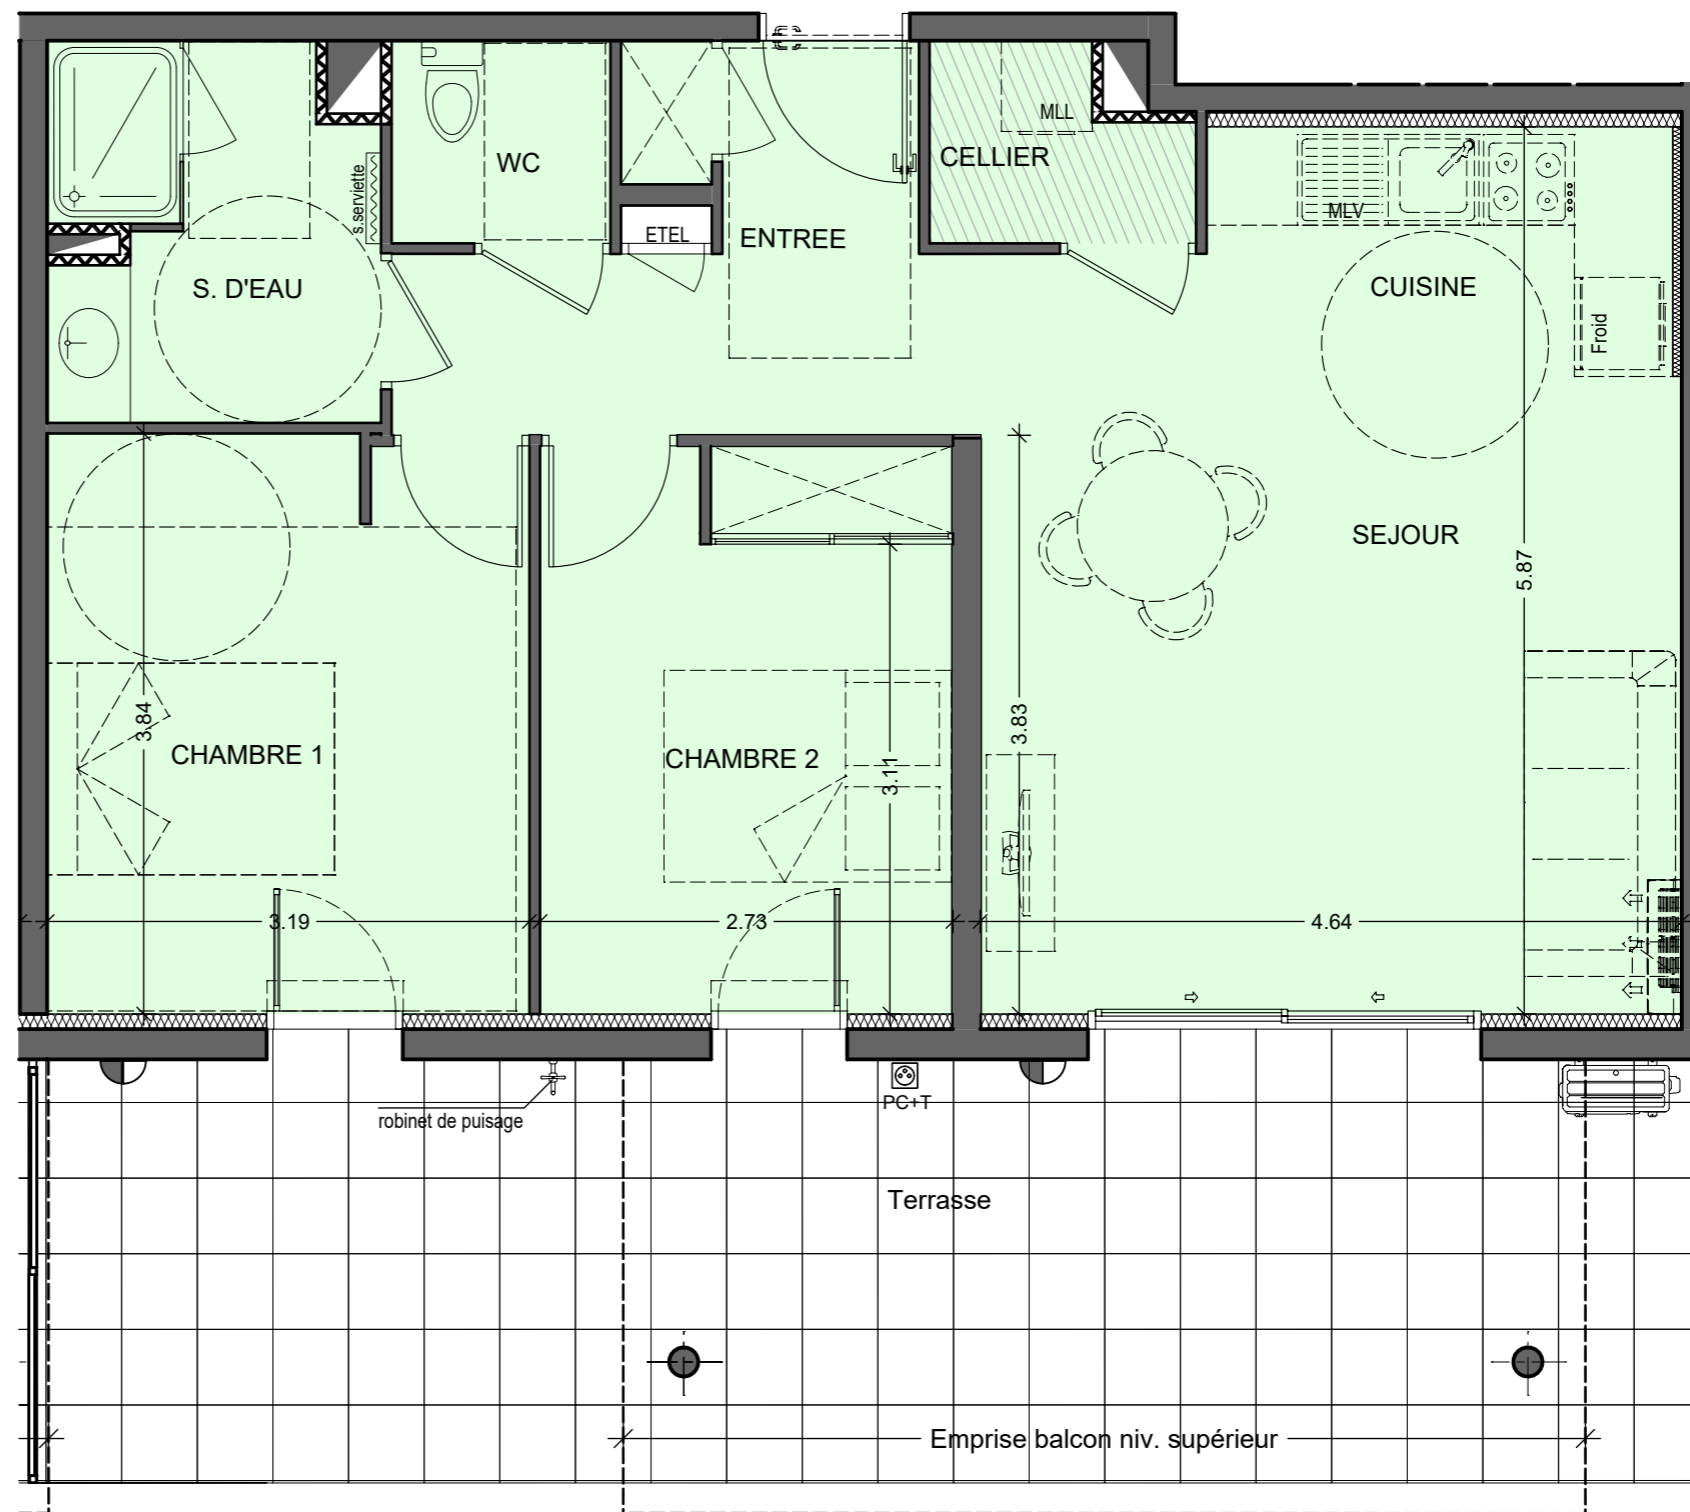 MLL
CELLIER
WC
s.serviette
MLV
ETEL
ENTREE
S. D'EAU
CUISINE
Froid
SEJOUR
5.87
3.84
3.83
CHAMBRE 1
CHAMBRE 2
3.11
3.19
2.73
4.64
PC+T
robinet de puisage
Terrasse
Emprise balcon niv. supérieur